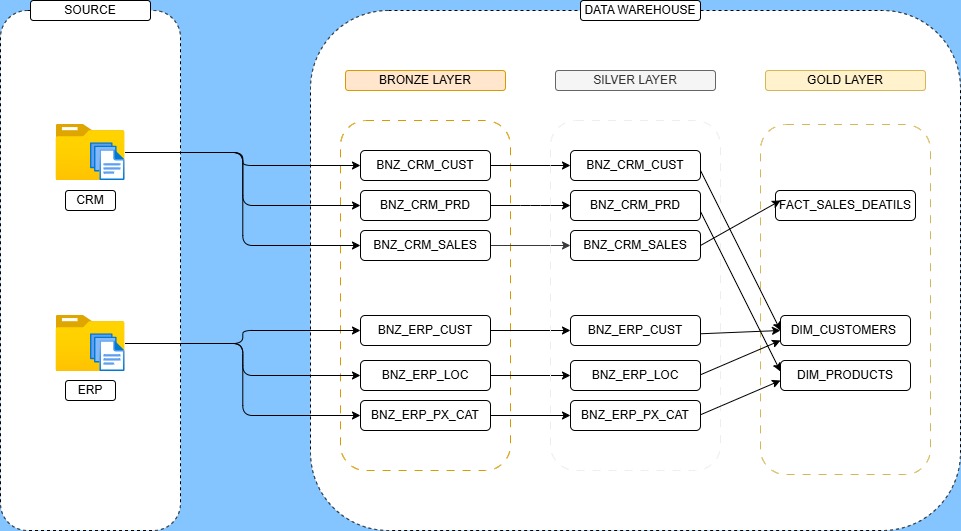 SOURCE
DATA WAREHOUSE
BRONZE LAYER
SILVER LAYER
GOLD LAYER
CRM
BNZ_CRM_CUST
BNZ_CRM_CUST
BNZ_CRM_PRD
BNZ_CRM_PRD
FACT_SALES_DEATILS
BNZ_CRM_SALES
BNZ_CRM_SALES
ERP
BNZ_ERP_CUST
BNZ_ERP_CUST
DIM_CUSTOMERS
BNZ_ERP_LOC
BNZ_ERP_LOC
DIM_PRODUCTS
BNZ_ERP_PX_CAT
BNZ_ERP_PX_CAT